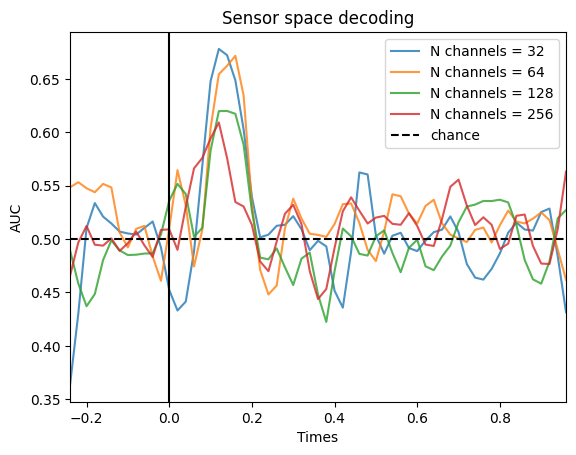 Sensor space decoding
N channels = 32
N channels = 64
N channels = 128
N channels = 256
chance
AUC
0.65
0.60
0.55
0.50
0.45
0.40
0.35
−0.2
0.0
0.2
0.4
0.6
0.8
Times